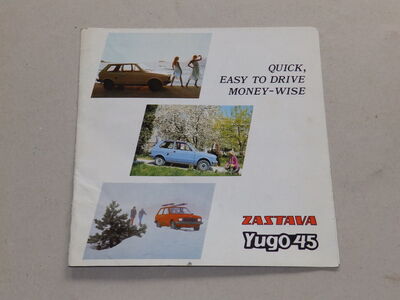 QUICK,
EASY TO DRIVE
MONEY-WISE
ZASTAVA
Yugo 45